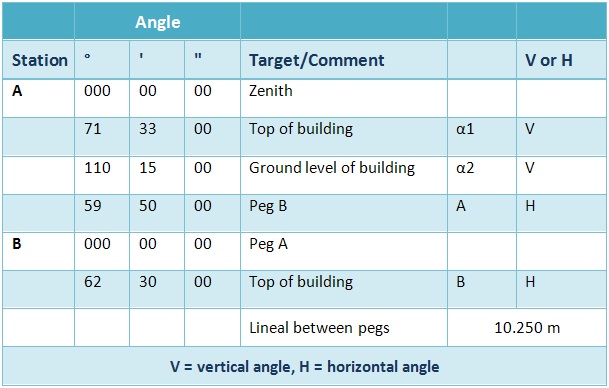 Angle
Station ° ' " Target/Comment V or H
A 000 00 00 Zenith
71 33 00 Top of building α1 V
110 15 00 Ground level of building α2 V
59 50 00 Peg B A H
B 000 00 00 Peg A
62 30 00 Top of building B H
Lineal between pegs 10.250 m
V = vertical angle, H = horizontal angle